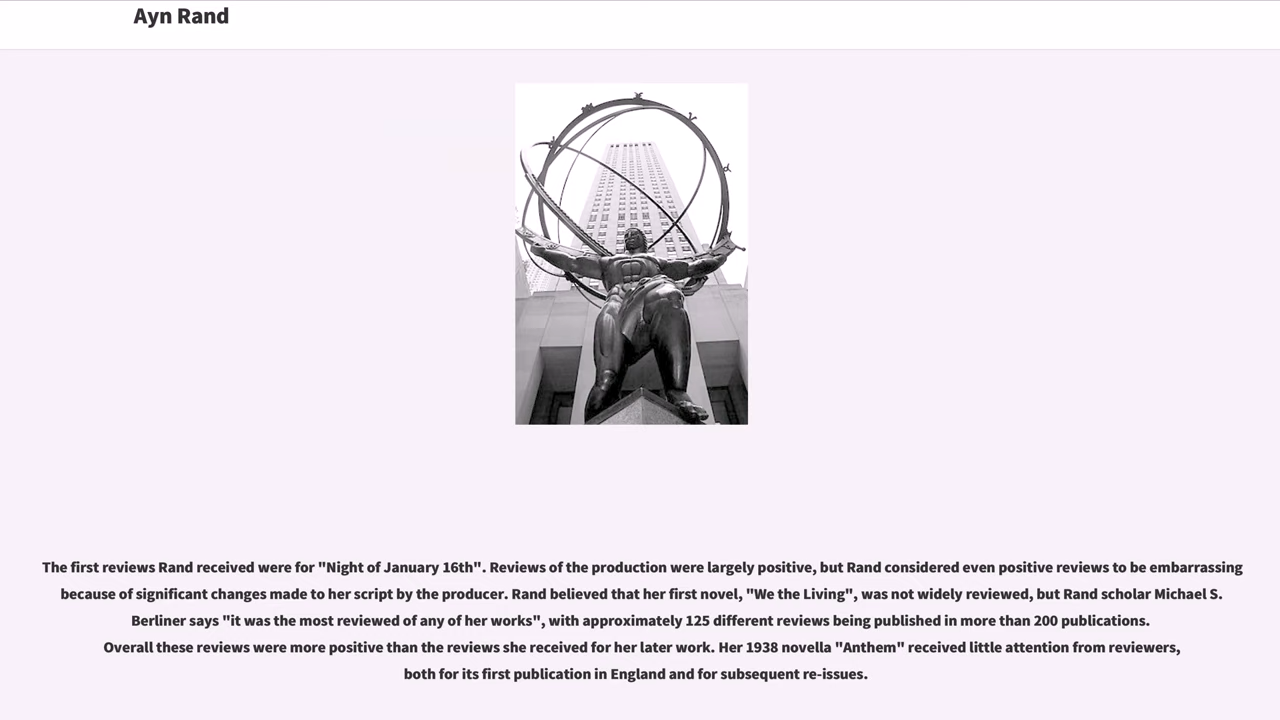 Ayn Rand
The first reviews Rand received were for "Night of January 16th". Reviews of the production were largely positive, but Rand considered even positive reviews to be embarrassing
because of significant changes made to her script by the producer. Rand believed that her first novel, "We the Living", was not widely reviewed, but Rand scholar Michael S.
Berliner says "it was the most reviewed of any of her works", with approximately 125 different reviews being published in more than 200 publications.
Overall these reviews were more positive than the reviews she received for her later work. Her 1938 novella "Anthem" received little attention from reviewers,
both for its first publication in England and for subsequent re-issues.